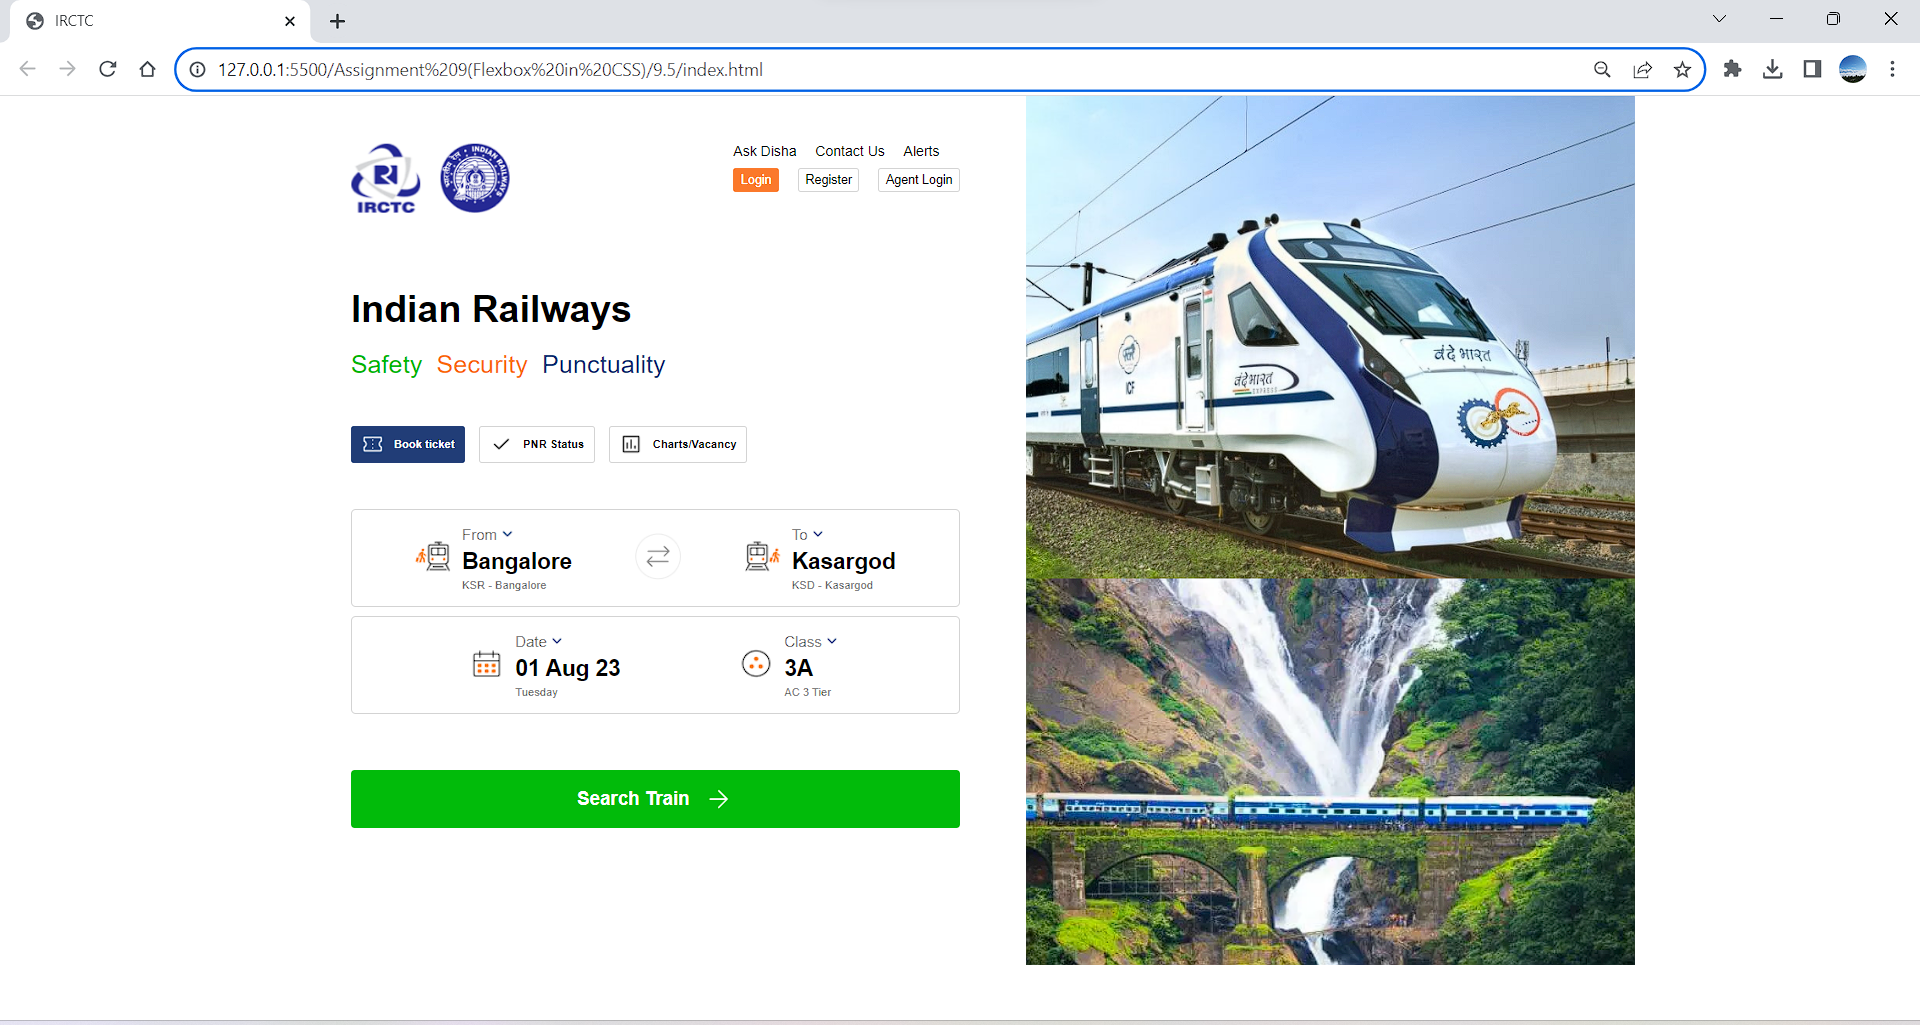 IRCTC
127.0.0.1:5500/Assignment%209(Flexbox%20in%20CSS)/9.5/index.html
IRCTC
INDIAN RAILWAYS
Ask Disha Contact Us Alerts
Login Register Agent Login
Indian Railways
Safety Security Punctuality
Book ticket PNR Status Charts/Vacancy
From
Bangalore
KSR - Bangalore
To
Kasargod
KSD - Kasargod
Date
01 Aug 23
Tuesday
Class
3A
AC 3 Tier
Search Train
वंदे भारत
ICF
वंदे भारत
EXPRESS